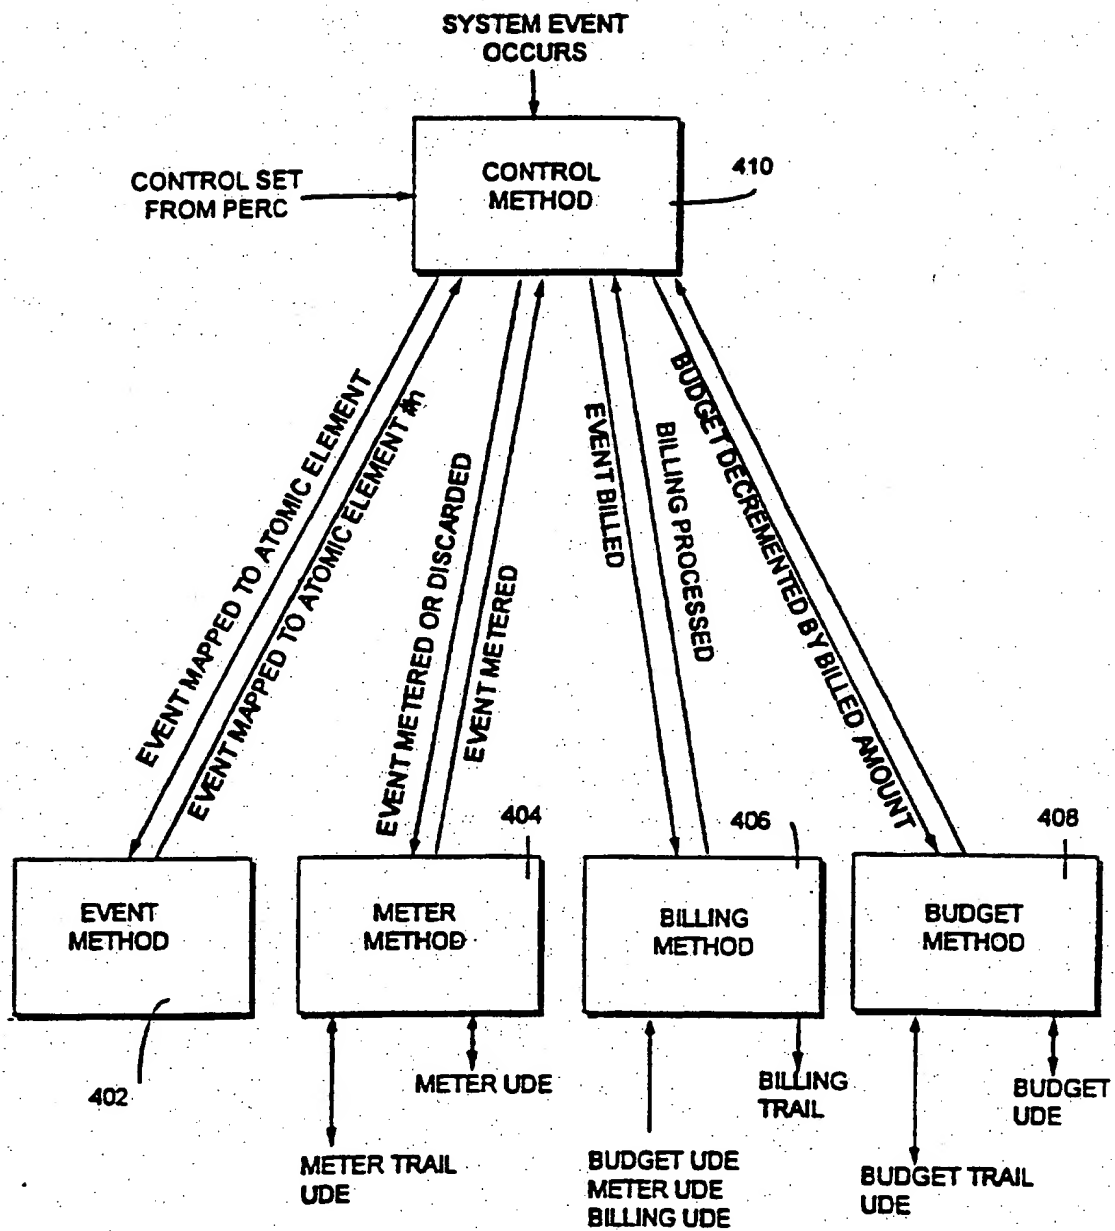 SYSTEM EVENT
OCCURS
CONTROL
METHOD
410
CONTROL SET
FROM PERC
EVENT MAPPED TO ATOMIC ELEMENT
EVENT MAPPED TO ATOMIC ELEMENT #n
EVENT METERED OR DISCARDED
EVENT METERED
EVENT BILLED
BILLING PROCESSED
BUDGET DECREMENTED BY BILLED AMOUNT
404
406
408
EVENT
METHOD
METER
METHOD
BILLING
METHOD
BUDGET
METHOD
402
METER UDE
BILLING
TRAIL
BUDGET
UDE
METER TRAIL
UDE
BUDGET UDE
METER UDE
BILLING UDE
BUDGET TRAIL
UDE